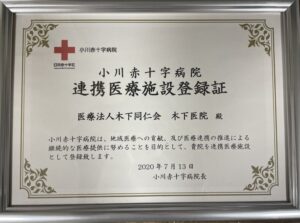 小川赤十字病院
日本赤十字社
小川赤十字病院
連携医療施設登録証
医療法人木下同仁会 木下医院 殿
小川赤十字病院は、地域医療への貢献、及び医療連携の推進による
継続的な医療提供に努めることを目的として、貴院を連携医療施設
として登録致します。
2020年7月13日
小川赤十字病院長